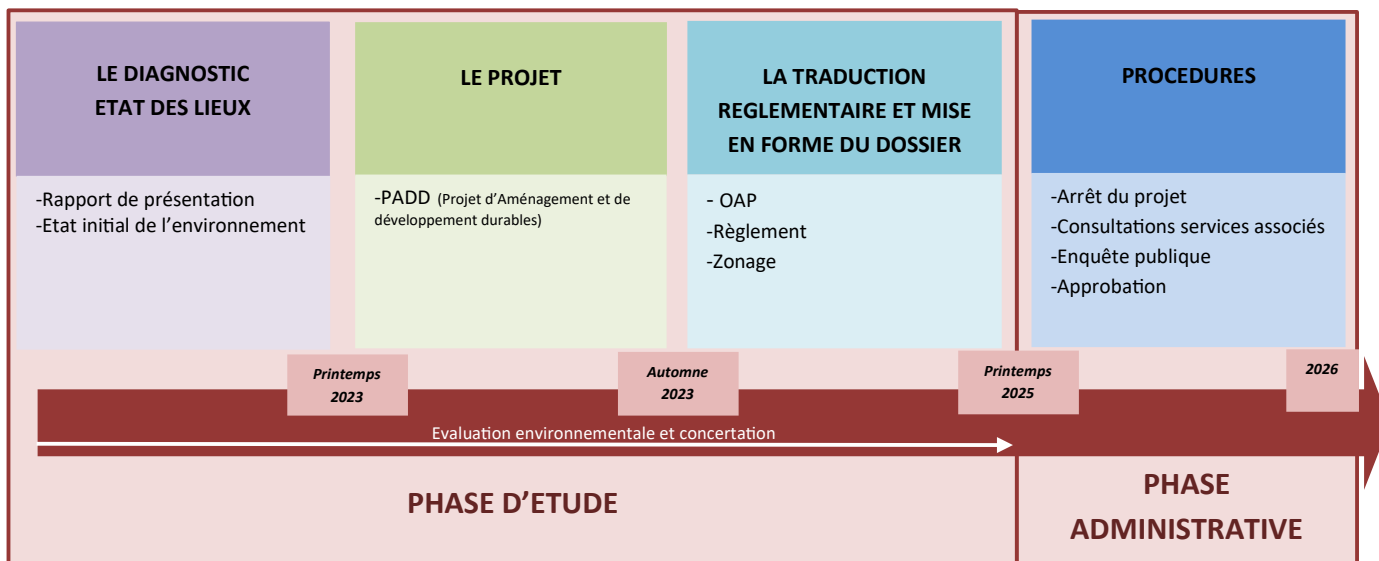 LE DIAGNOSTIC
ETAT DES LIEUX
-Rapport de présentation
-Etat initial de l’environnement
LE PROJET
-PADD (Projet d’Aménagement et de
développement durables)
LA TRADUCTION
REGLEMENTAIRE ET MISE
EN FORME DU DOSSIER
- OAP
-Règlement
-Zonage
PROCEDURES
-Arrêt du projet
-Consultations services associés
-Enquête publique
-Approbation
Printemps
2023
Automne
2023
Printemps
2025
2026
Evaluation environnementale et concertation
PHASE D’ETUDE
PHASE
ADMINISTRATIVE